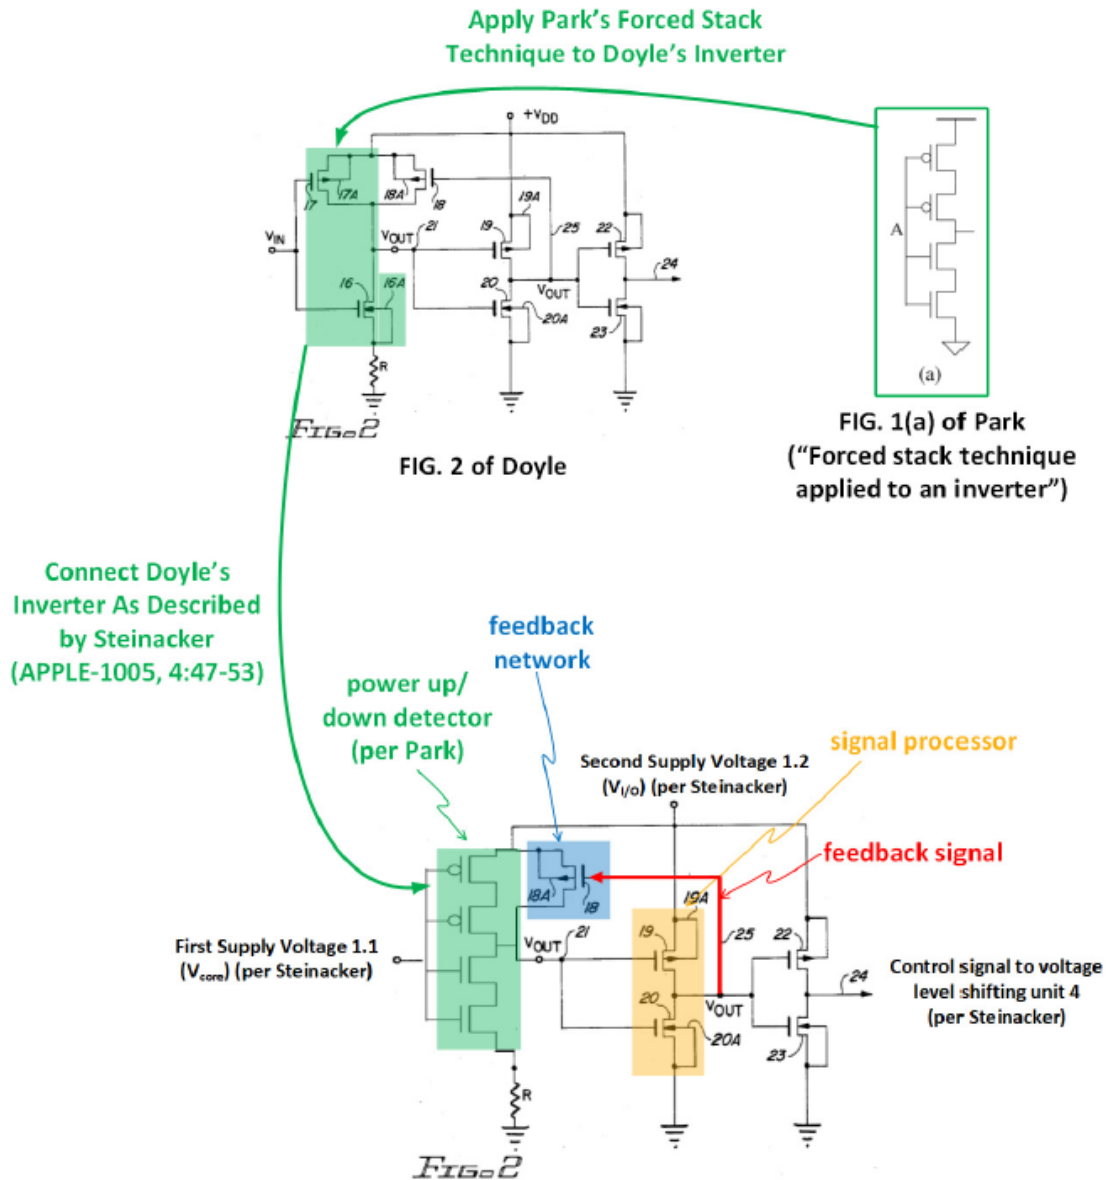 Apply Park's Forced Stack
Technique to Doyle's Inverter
+VDD
17
17A
18A
18
19A
19
25
22
VIN
VOUT
21
24
16
16A
20
VOUT
20A
23
R
FIGo2
FIG. 2 of Doyle
A
(a)
FIG. 1(a) of Park
("Forced stack technique
applied to an inverter")
Connect Doyle's
Inverter As Described
by Steinacker
(APPLE-1005, 4:47-53)
feedback
network
power up/
down detector
(per Park)
signal processor
Second Supply Voltage 1.2
(VI/O) (per Steinacker)
feedback signal
18A
18
19A
19
25
22
First Supply Voltage 1.1
(Vcore) (per Steinacker)
VOUT
21
24
Control signal to voltage
level shifting unit 4
(per Steinacker)
20
VOUT
20A
23
R
FIGo2